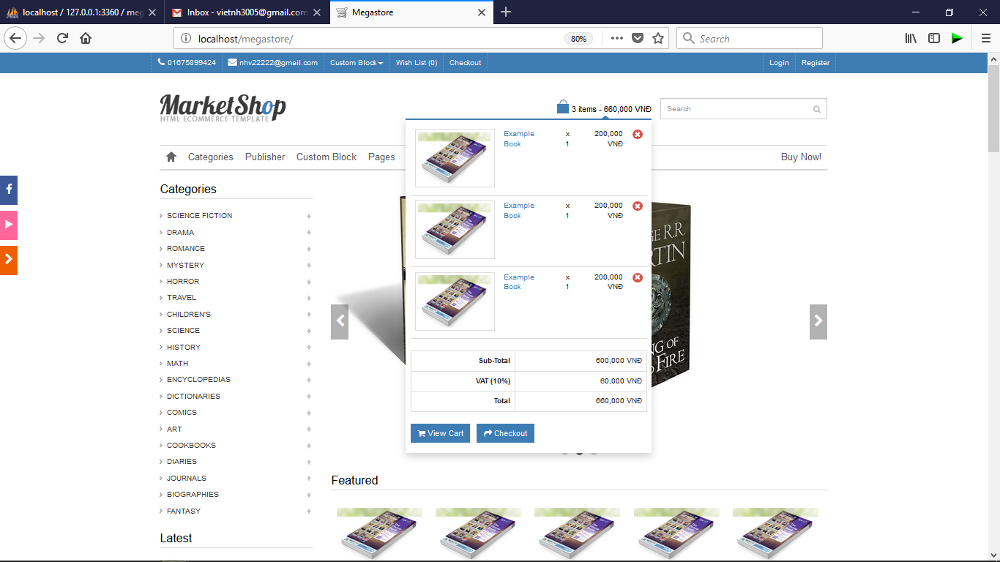 localhost / 127.0.0.1:3360 / meg
Inbox - vietnh3005@gmail.com
Megastore
localhost/megastore/
80%
Search
01675899424
nhv22222@gmail.com
Custom Block
Wish List (0)
Checkout
Login
Register
MarketShop
HTML ECOMMERCE TEMPLATE
3 items - 660,000 VNĐ
Search
Categories
Publisher
Custom Block
Pages
Buy Now!
Example Book
x 1
200,000 VNĐ
Example Book
x 1
200,000 VNĐ
Example Book
x 1
200,000 VNĐ
Sub-Total 600,000 VNĐ
VAT (10%) 60,000 VNĐ
Total 660,000 VNĐ
View Cart
Checkout
Categories
SCIENCE FICTION
DRAMA
ROMANCE
MYSTERY
HORROR
TRAVEL
CHILDREN'S
SCIENCE
HISTORY
MATH
ENCYCLOPEDIAS
DICTIONARIES
COMICS
ART
COOKBOOKS
DIARIES
JOURNALS
BIOGRAPHIES
FANTASY
Latest
GE R.R.
RTIN
NG OF
FIRE
Featured